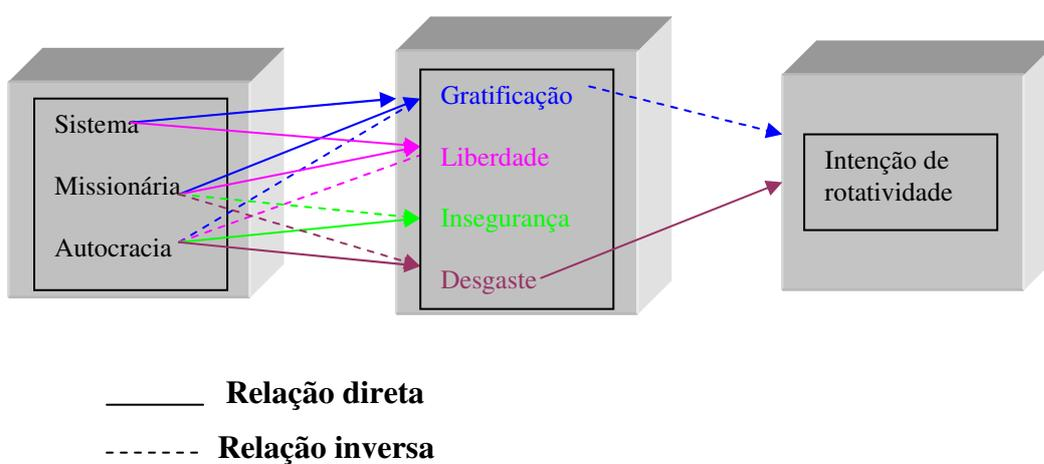 Sistema
Missionária
Autocracia
Gratificação
Liberdade
Insegurança
Desgaste
Intenção de
rotatividade
Relação direta
Relação inversa